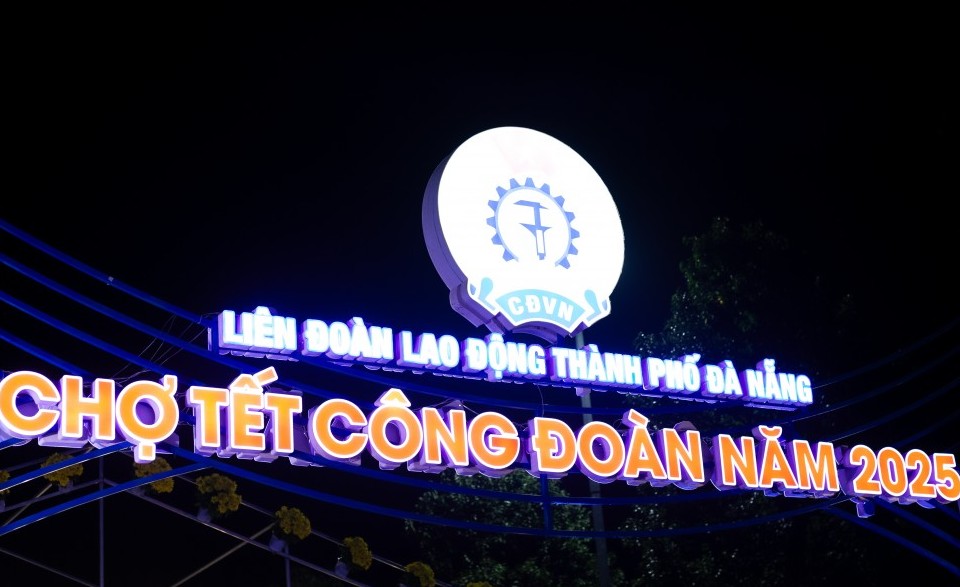 CĐVN
LIÊN ĐOÀN LAO ĐỘNG THÀNH PHỐ ĐÀ NẴNG
CHỢ TẾT CÔNG ĐOÀN NĂM 2025